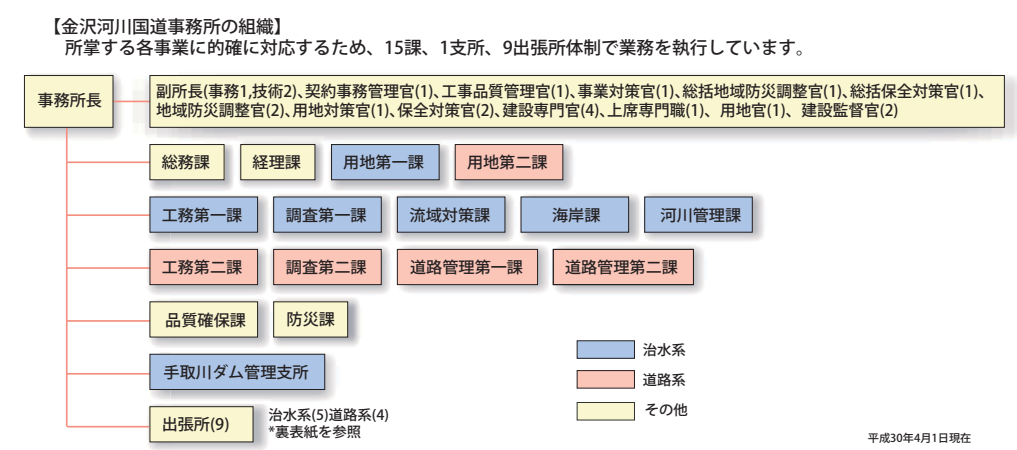 【金沢河川国道事務所の組織】
所掌する各事業に的確に対応するため、15課、1支所、9出張所体制で業務を執行しています。
事務所長
副所長(事務1,技術2)、契約事務管理官(1)、工事品質管理官(1)、事業対策官(1)、総括地域防災調整官(1)、総括保全対策官(1)、
地域防災調整官(2)、用地対策官(1)、保全対策官(2)、建設専門官(4)、上席専門職(1)、用地官(1)、建設監督官(2)
総務課 経理課 用地第一課 用地第二課
工務第一課 調査第一課 流域対策課 海岸課 河川管理課
工務第二課 調査第二課 道路管理第一課 道路管理第二課
品質確保課 防災課
手取川ダム管理支所
出張所(9)
治水系(5)道路系(4)
*裏表紙を参照
治水系
道路系
その他
平成30年4月1日現在